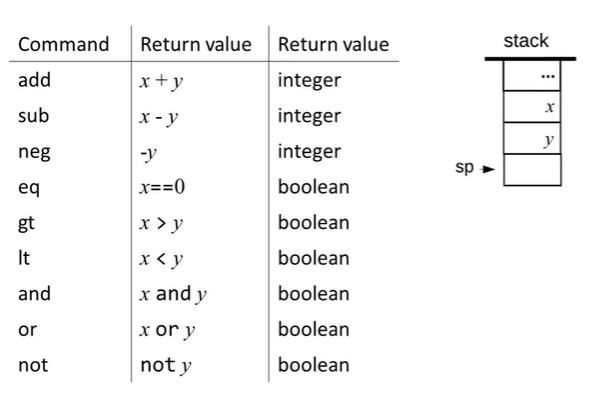 Command Return value Return value
add x + y integer
sub x - y integer
neg -y integer
eq x==0 boolean
gt x > y boolean
lt x < y boolean
and x and y boolean
or x or y boolean
not not y boolean
stack
...
x
y
sp